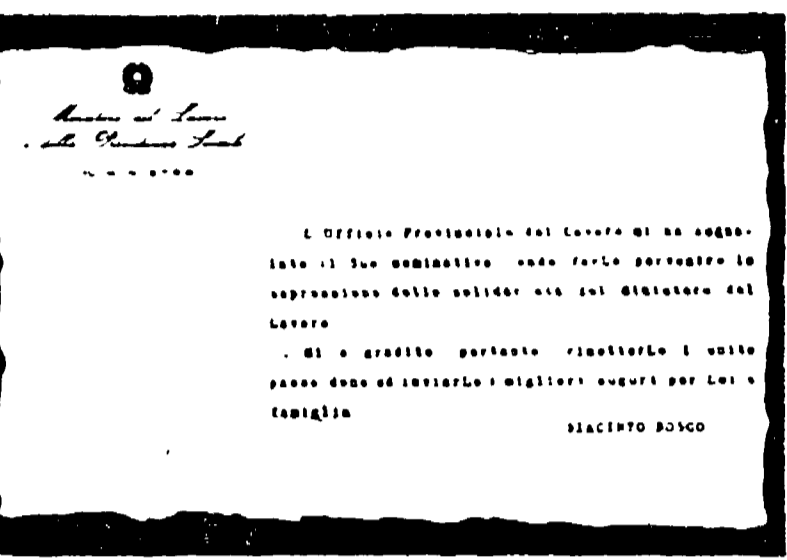 Ministero del Lavoro
e della Previdenza Sociale
L Ufficio Provinciale del Lavoro mi ha segna-
lato il Suo nominativo onde farLe pervenire la
espressione della solidarietà del Ministero del
Lavoro
Mi è gradito pertanto rimetterLe l unito
pacco dono ed inviarLe i migliori auguri per Lei e
famiglia
GIACINTO BOSCO